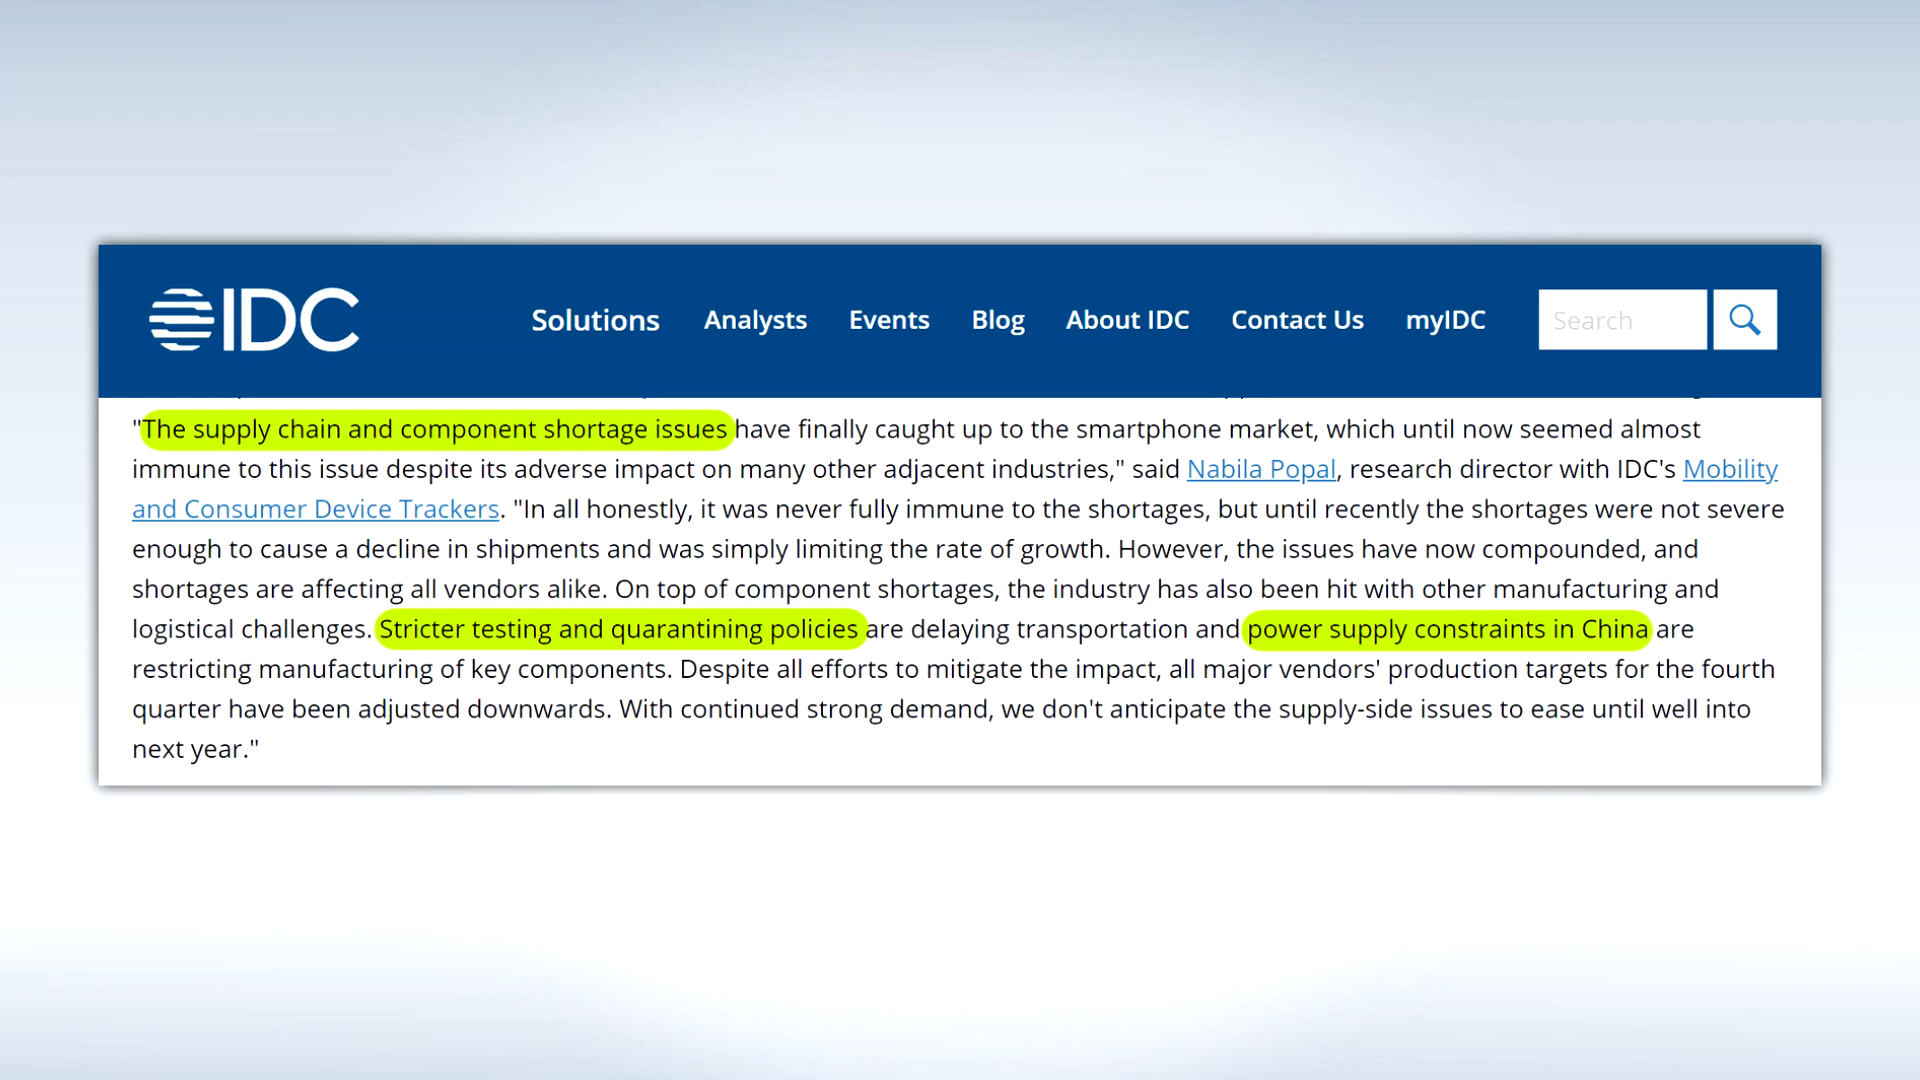 IDC
Solutions Analysts Events Blog About IDC Contact Us myIDC Search
"The supply chain and component shortage issues have finally caught up to the smartphone market, which until now seemed almost
immune to this issue despite its adverse impact on many other adjacent industries," said Nabila Popal, research director with IDC's Mobility
and Consumer Device Trackers. "In all honestly, it was never fully immune to the shortages, but until recently the shortages were not severe
enough to cause a decline in shipments and was simply limiting the rate of growth. However, the issues have now compounded, and
shortages are affecting all vendors alike. On top of component shortages, the industry has also been hit with other manufacturing and
logistical challenges. Stricter testing and quarantining policies are delaying transportation and power supply constraints in China are
restricting manufacturing of key components. Despite all efforts to mitigate the impact, all major vendors' production targets for the fourth
quarter have been adjusted downwards. With continued strong demand, we don't anticipate the supply-side issues to ease until well into
next year."